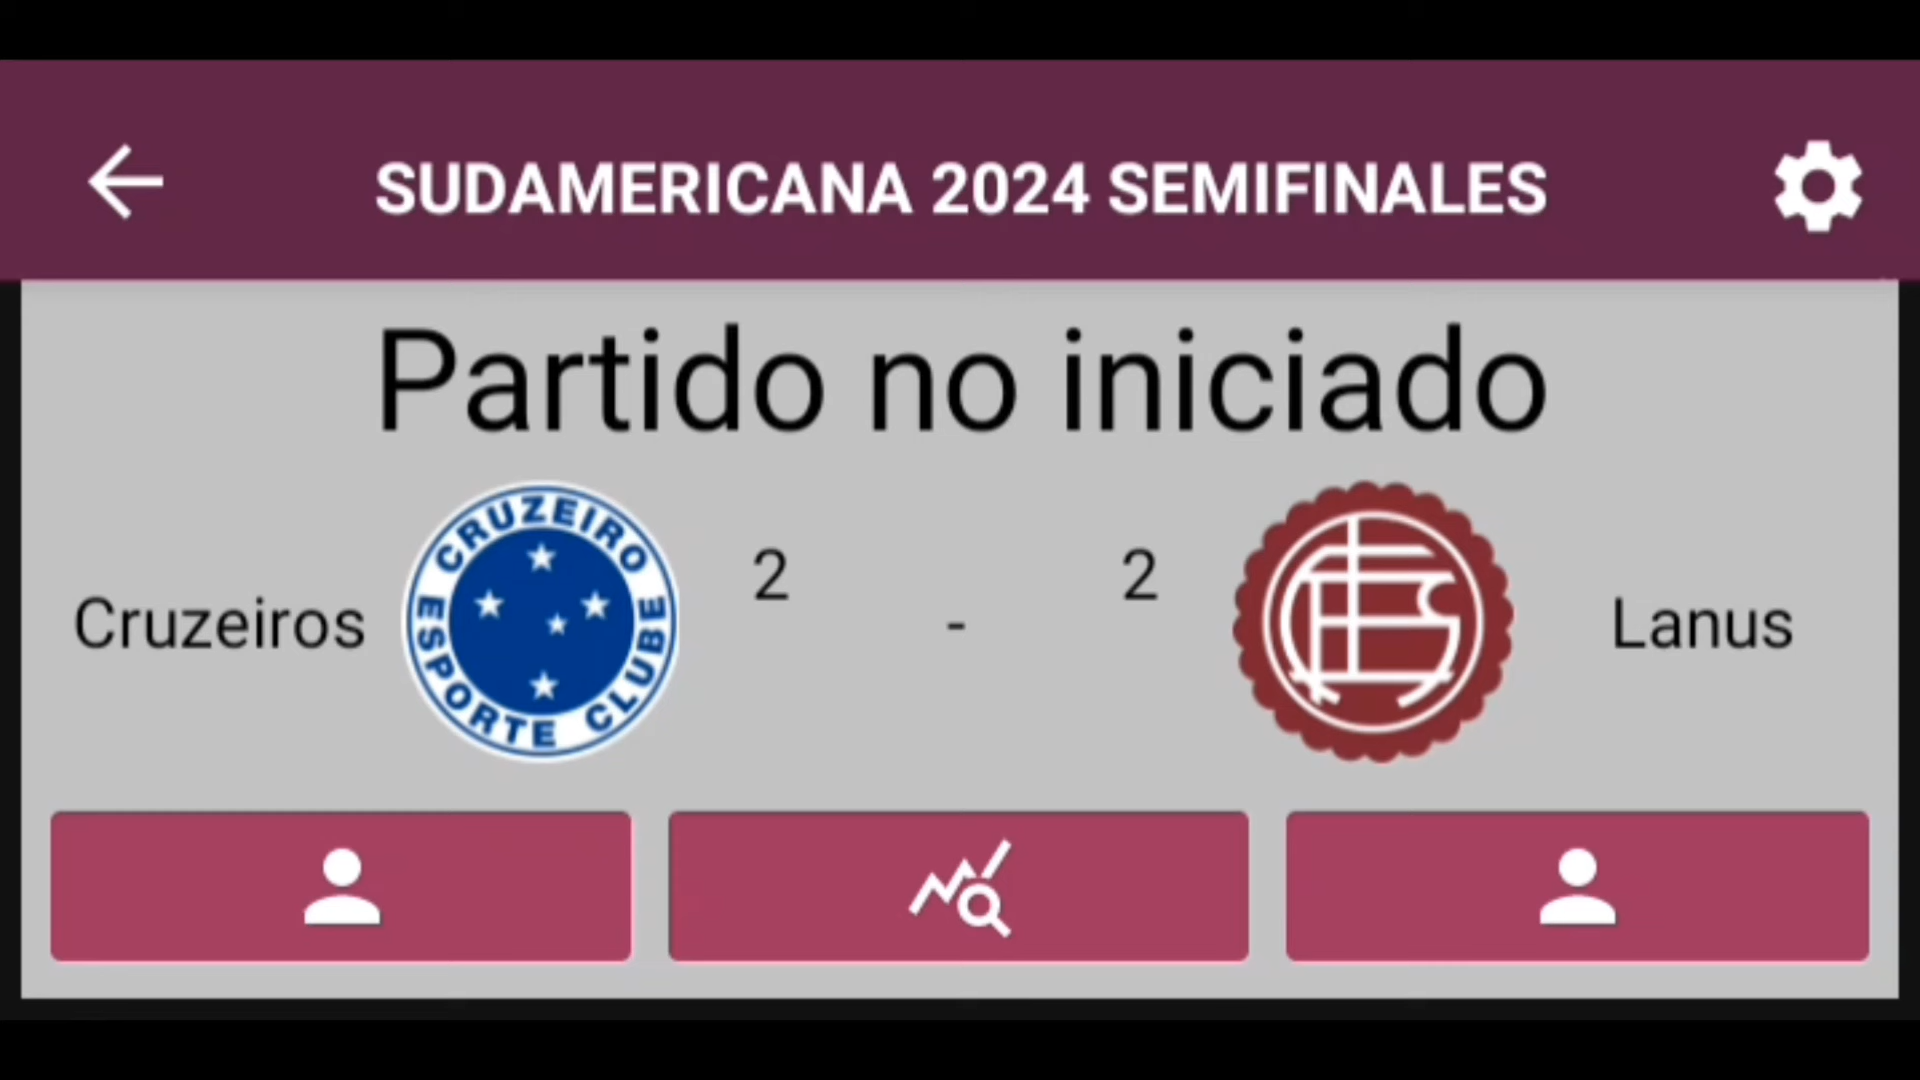 SUDAMERICANA 2024 SEMIFINALES
Partido no iniciado
Cruzeiros
CRUZEIRO
ESPORTE CLUBE
2
-
2
Lanus